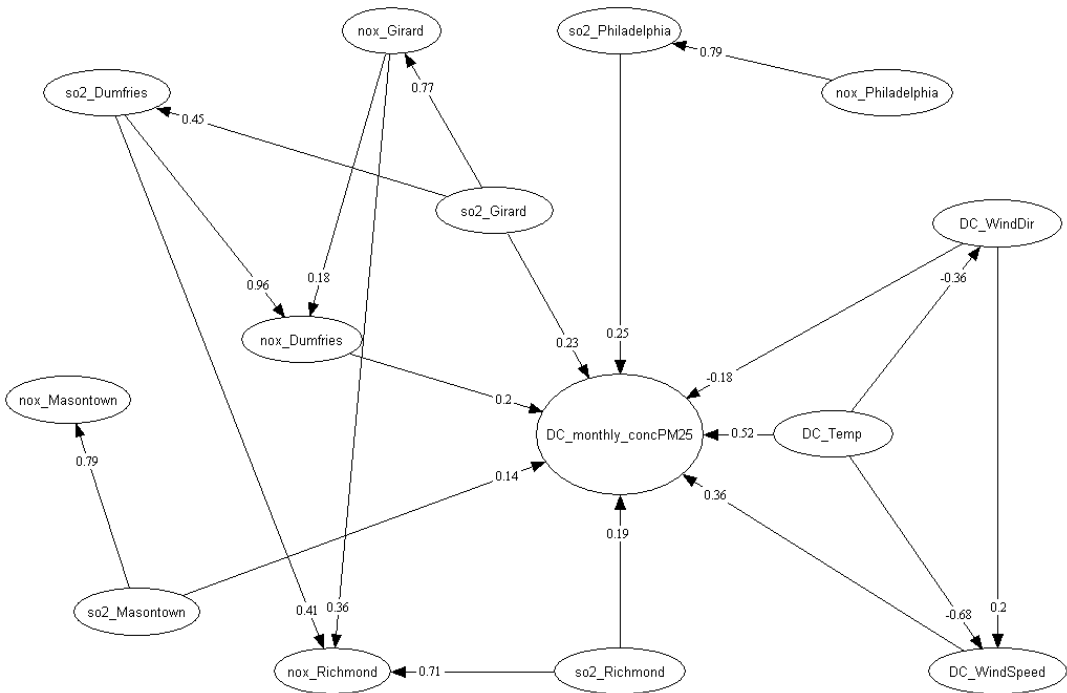 nox_Girard
so2_Philadelphia
0.79
nox_Philadelphia
so2_Dumfries
0.77
0.45
so2_Girard
DC_WindDir
0.96
0.18
-0.36
nox_Dumfries
0.23
0.25
-0.18
nox_Masontown
0.2
DC_monthly_concPM25
0.52
DC_Temp
0.79
0.14
0.36
0.19
so2_Masontown
0.41
0.36
-0.68
0.2
nox_Richmond
0.71
so2_Richmond
DC_WindSpeed